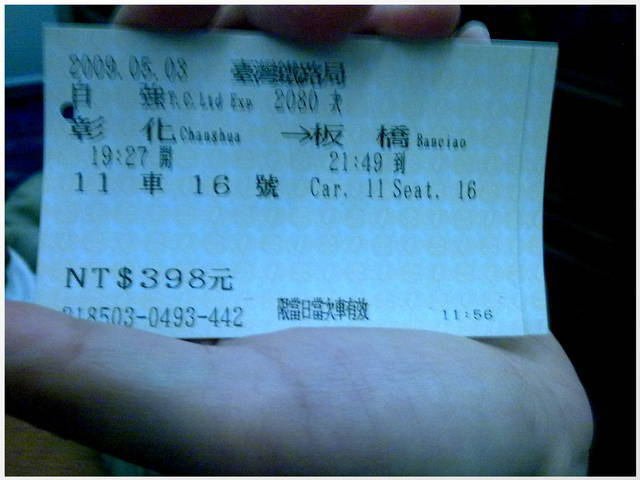 2009.05.03 臺灣鐵路局
自 強 T.C.Ltd Exp 2080 次
彰 化 Changhua → 板 橋 Banciao
19:27 開 21:49 到
11 車 16 號 Car. 11 Seat. 16
NT$398元
218503-0493-442 限當日當次車有效 11:56